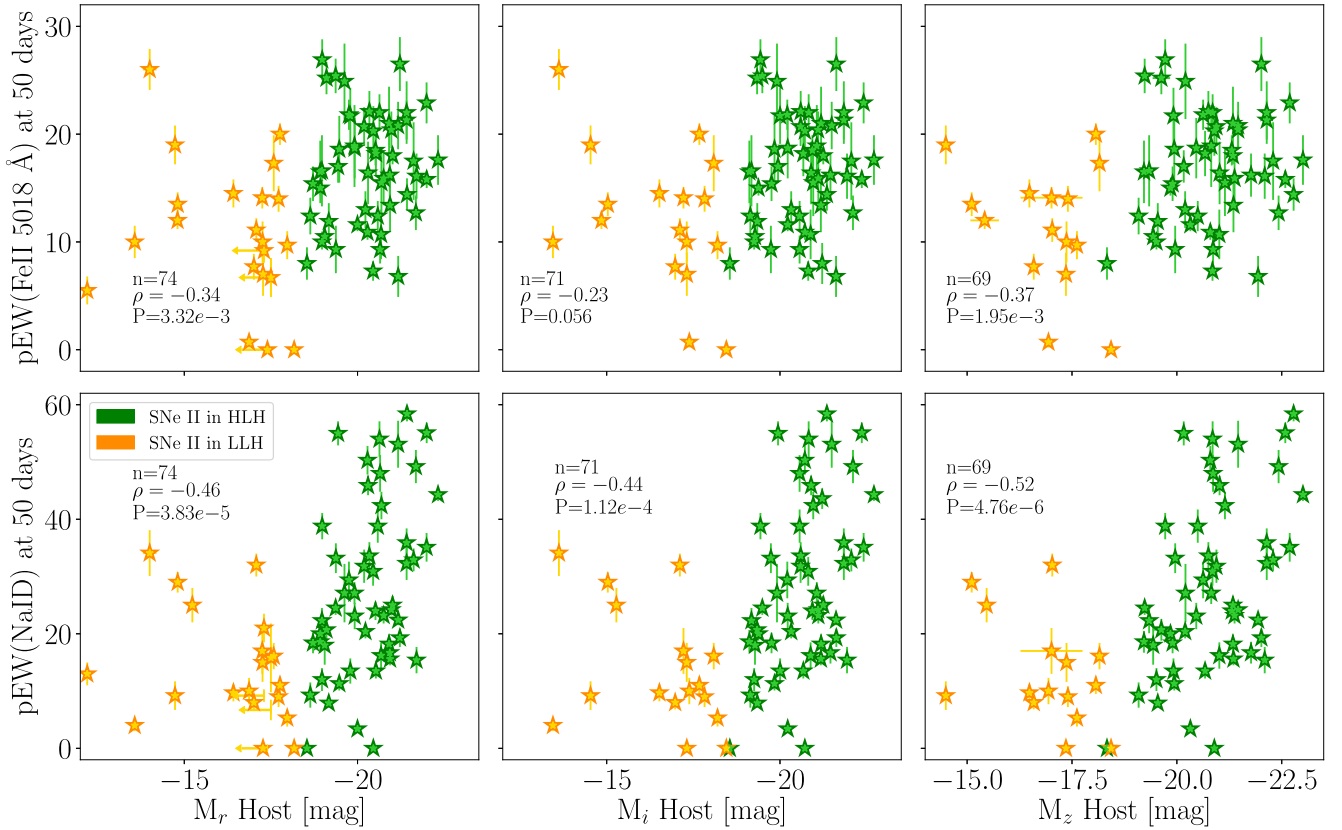 pEW(FeII 5018 Å) at 50 days
30
20
10
0
n=74
ρ = −0.34
P=3.32e−3
n=71
ρ = −0.23
P=0.056
n=69
ρ = −0.37
P=1.95e−3
pEW(NaID) at 50 days
60
40
20
0
SNe II in HLH
SNe II in LLH
n=74
ρ = −0.46
P=3.83e−5
n=71
ρ = −0.44
P=1.12e−4
n=69
ρ = −0.52
P=4.76e−6
−15 −20
−15 −20
−15.0 −17.5 −20.0 −22.5
M_r Host [mag]
M_i Host [mag]
M_z Host [mag]